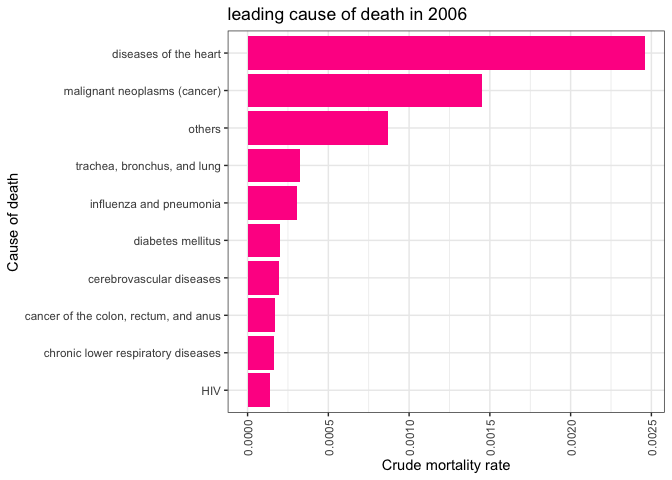 leading cause of death in 2006
Cause of death
diseases of the heart
malignant neoplasms (cancer)
others
trachea, bronchus, and lung
influenza and pneumonia
diabetes mellitus
cerebrovascular diseases
cancer of the colon, rectum, and anus
chronic lower respiratory diseases
HIV
0.0000
0.0005
0.0010
0.0015
0.0020
0.0025
Crude mortality rate